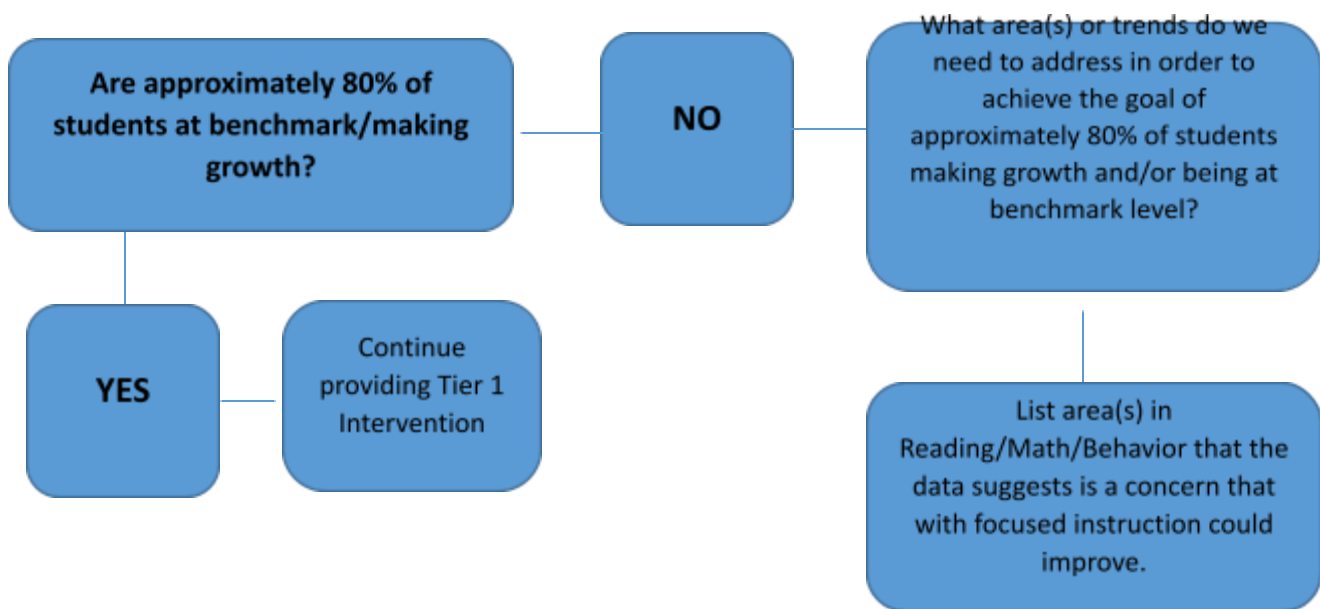 Are approximately 80% of
students at benchmark/making
growth?
NO
What area(s) or trends do we
need to address in order to
achieve the goal of
approximately 80% of students
making growth and/or being at
benchmark level?
YES
Continue
providing Tier 1
Intervention
List area(s) in
Reading/Math/Behavior that the
data suggests is a concern that
with focused instruction could
improve.